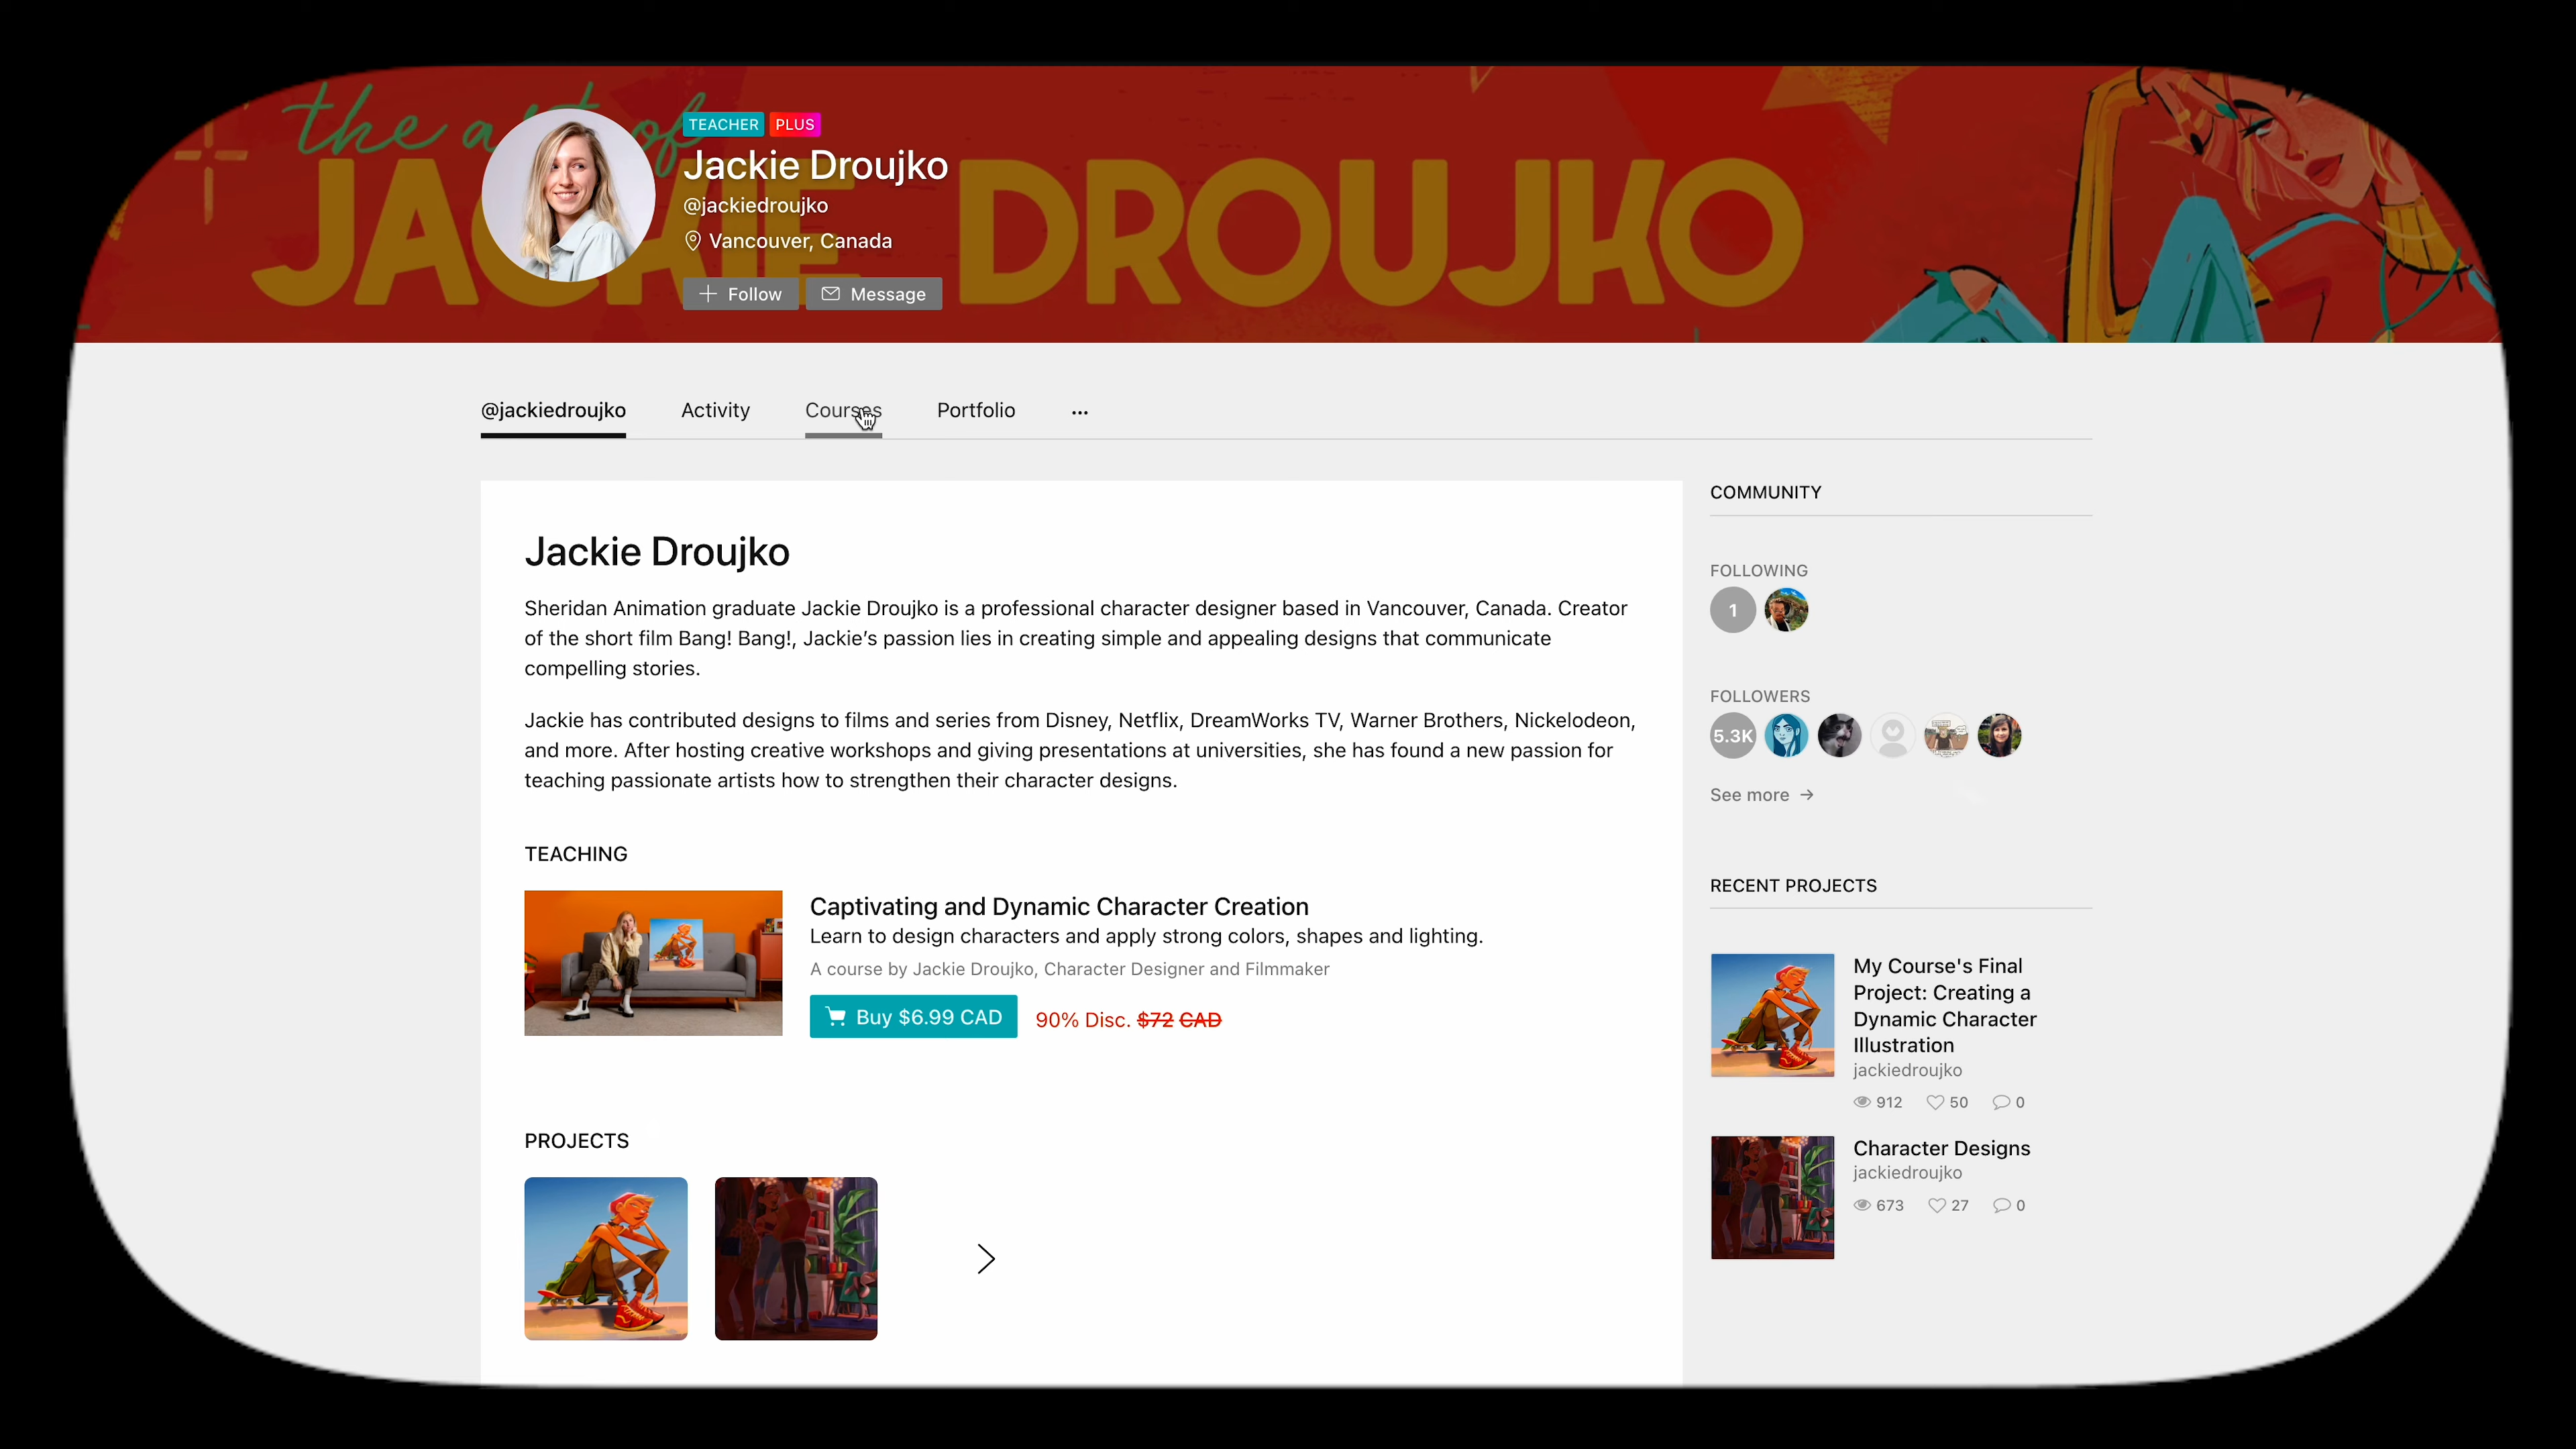 the art of
JACKIE DROUJKO
TEACHER PLUS
Jackie Droujko
@jackiedroujko
Vancouver, Canada
Follow
Message
@jackiedroujko
Activity
Courses
Portfolio
...
Jackie Droujko
Sheridan Animation graduate Jackie Droujko is a professional character designer based in Vancouver, Canada. Creator
of the short film Bang! Bang!, Jackie’s passion lies in creating simple and appealing designs that communicate
compelling stories.
Jackie has contributed designs to films and series from Disney, Netflix, DreamWorks TV, Warner Brothers, Nickelodeon,
and more. After hosting creative workshops and giving presentations at universities, she has found a new passion for
teaching passionate artists how to strengthen their character designs.
TEACHING
Captivating and Dynamic Character Creation
Learn to design characters and apply strong colors, shapes and lighting.
A course by Jackie Droujko, Character Designer and Filmmaker
Buy $6.99 CAD
90% Disc. $72 CAD
PROJECTS
COMMUNITY
FOLLOWING
1
FOLLOWERS
5.3K
See more →
RECENT PROJECTS
My Course's Final
Project: Creating a
Dynamic Character
Illustration
jackiedroujko
912 50 0
Character Designs
jackiedroujko
673 27 0